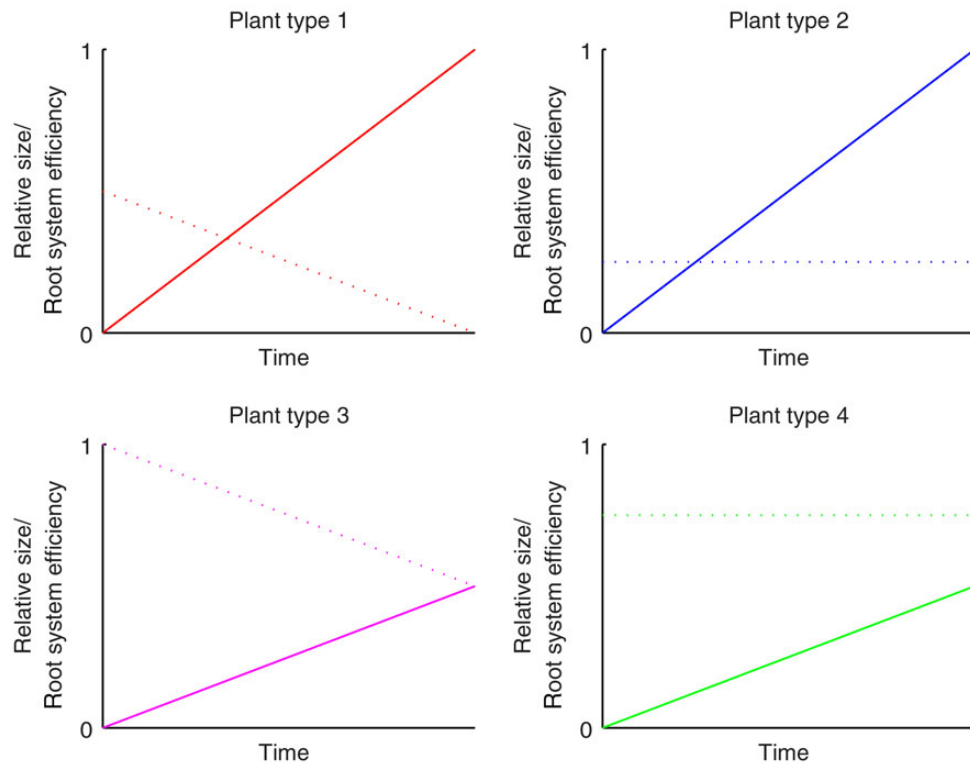 Plant type 1
1
Relative size/
Root system efficiency
0
Time
Plant type 2
1
Relative size/
Root system efficiency
0
Time
Plant type 3
1
Relative size/
Root system efficiency
0
Time
Plant type 4
1
Relative size/
Root system efficiency
0
Time